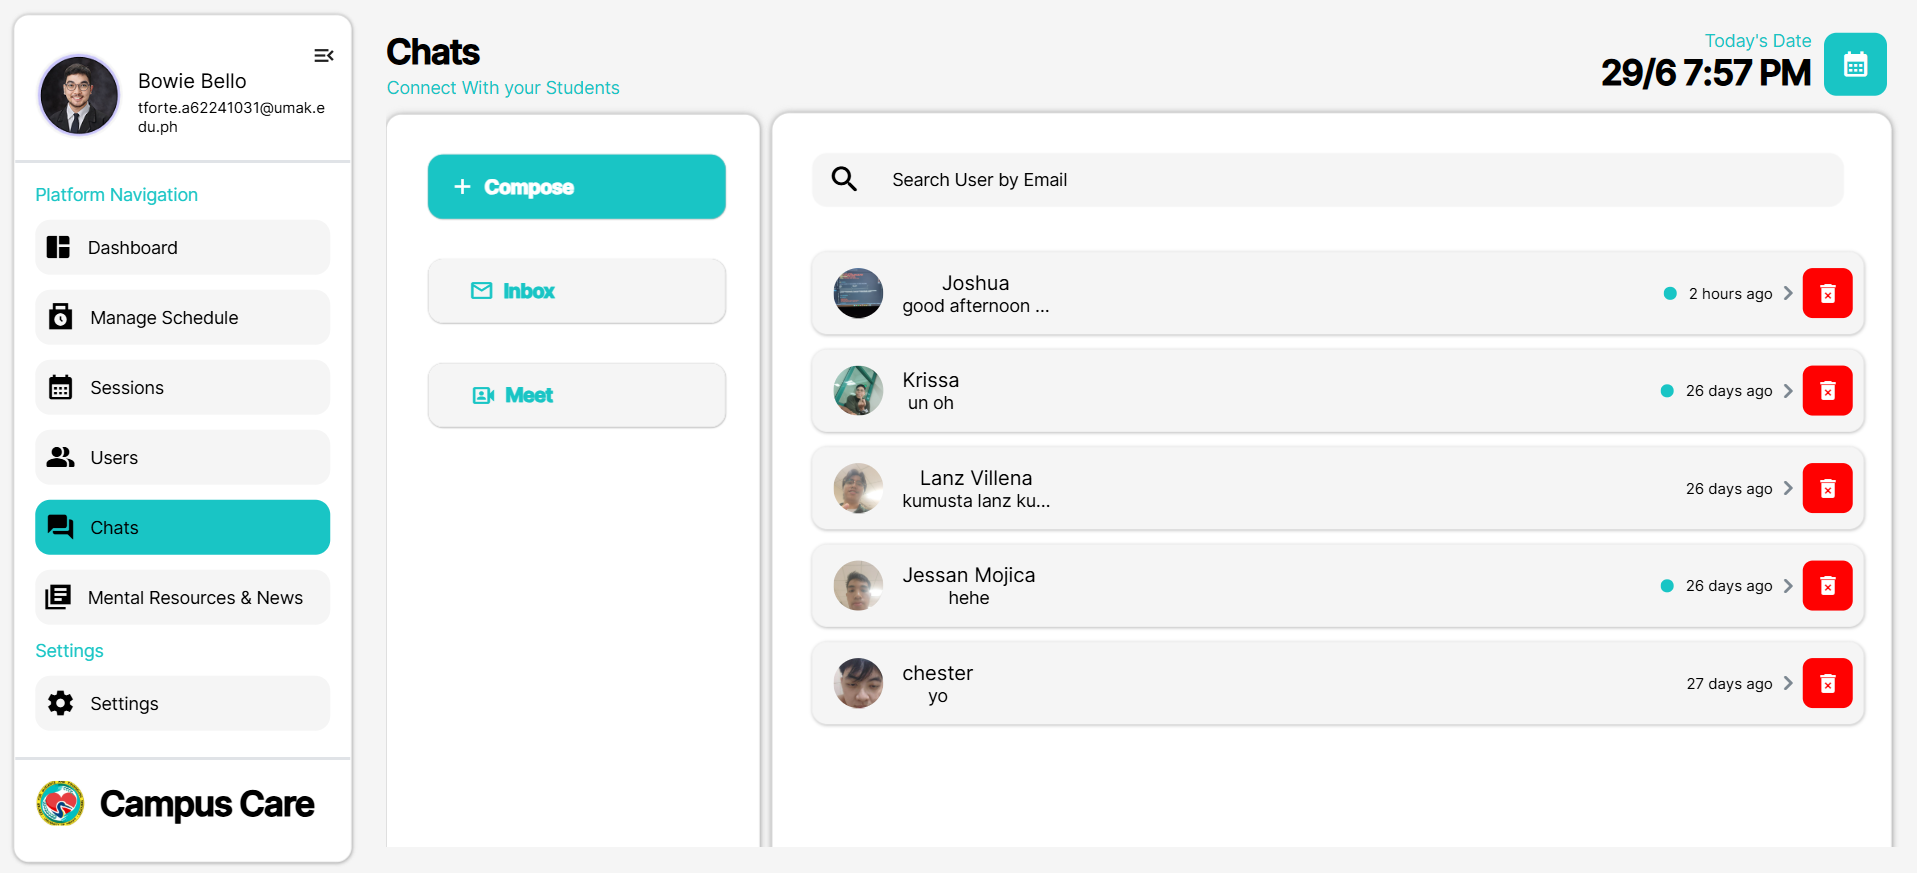 Bowie Bello
tforte.a62241031@umak.e
du.ph
Platform Navigation
Dashboard
Manage Schedule
Sessions
Users
Chats
Mental Resources & News
Settings
Settings
Campus Care
Chats
Connect With your Students
Today's Date
29/6 7:57 PM
+ Compose
Inbox
Meet
Search User by Email
Joshua
good afternoon ...
2 hours ago
Krissa
un oh
26 days ago
Lanz Villena
kumusta lanz ku...
26 days ago
Jessan Mojica
hehe
26 days ago
chester
yo
27 days ago